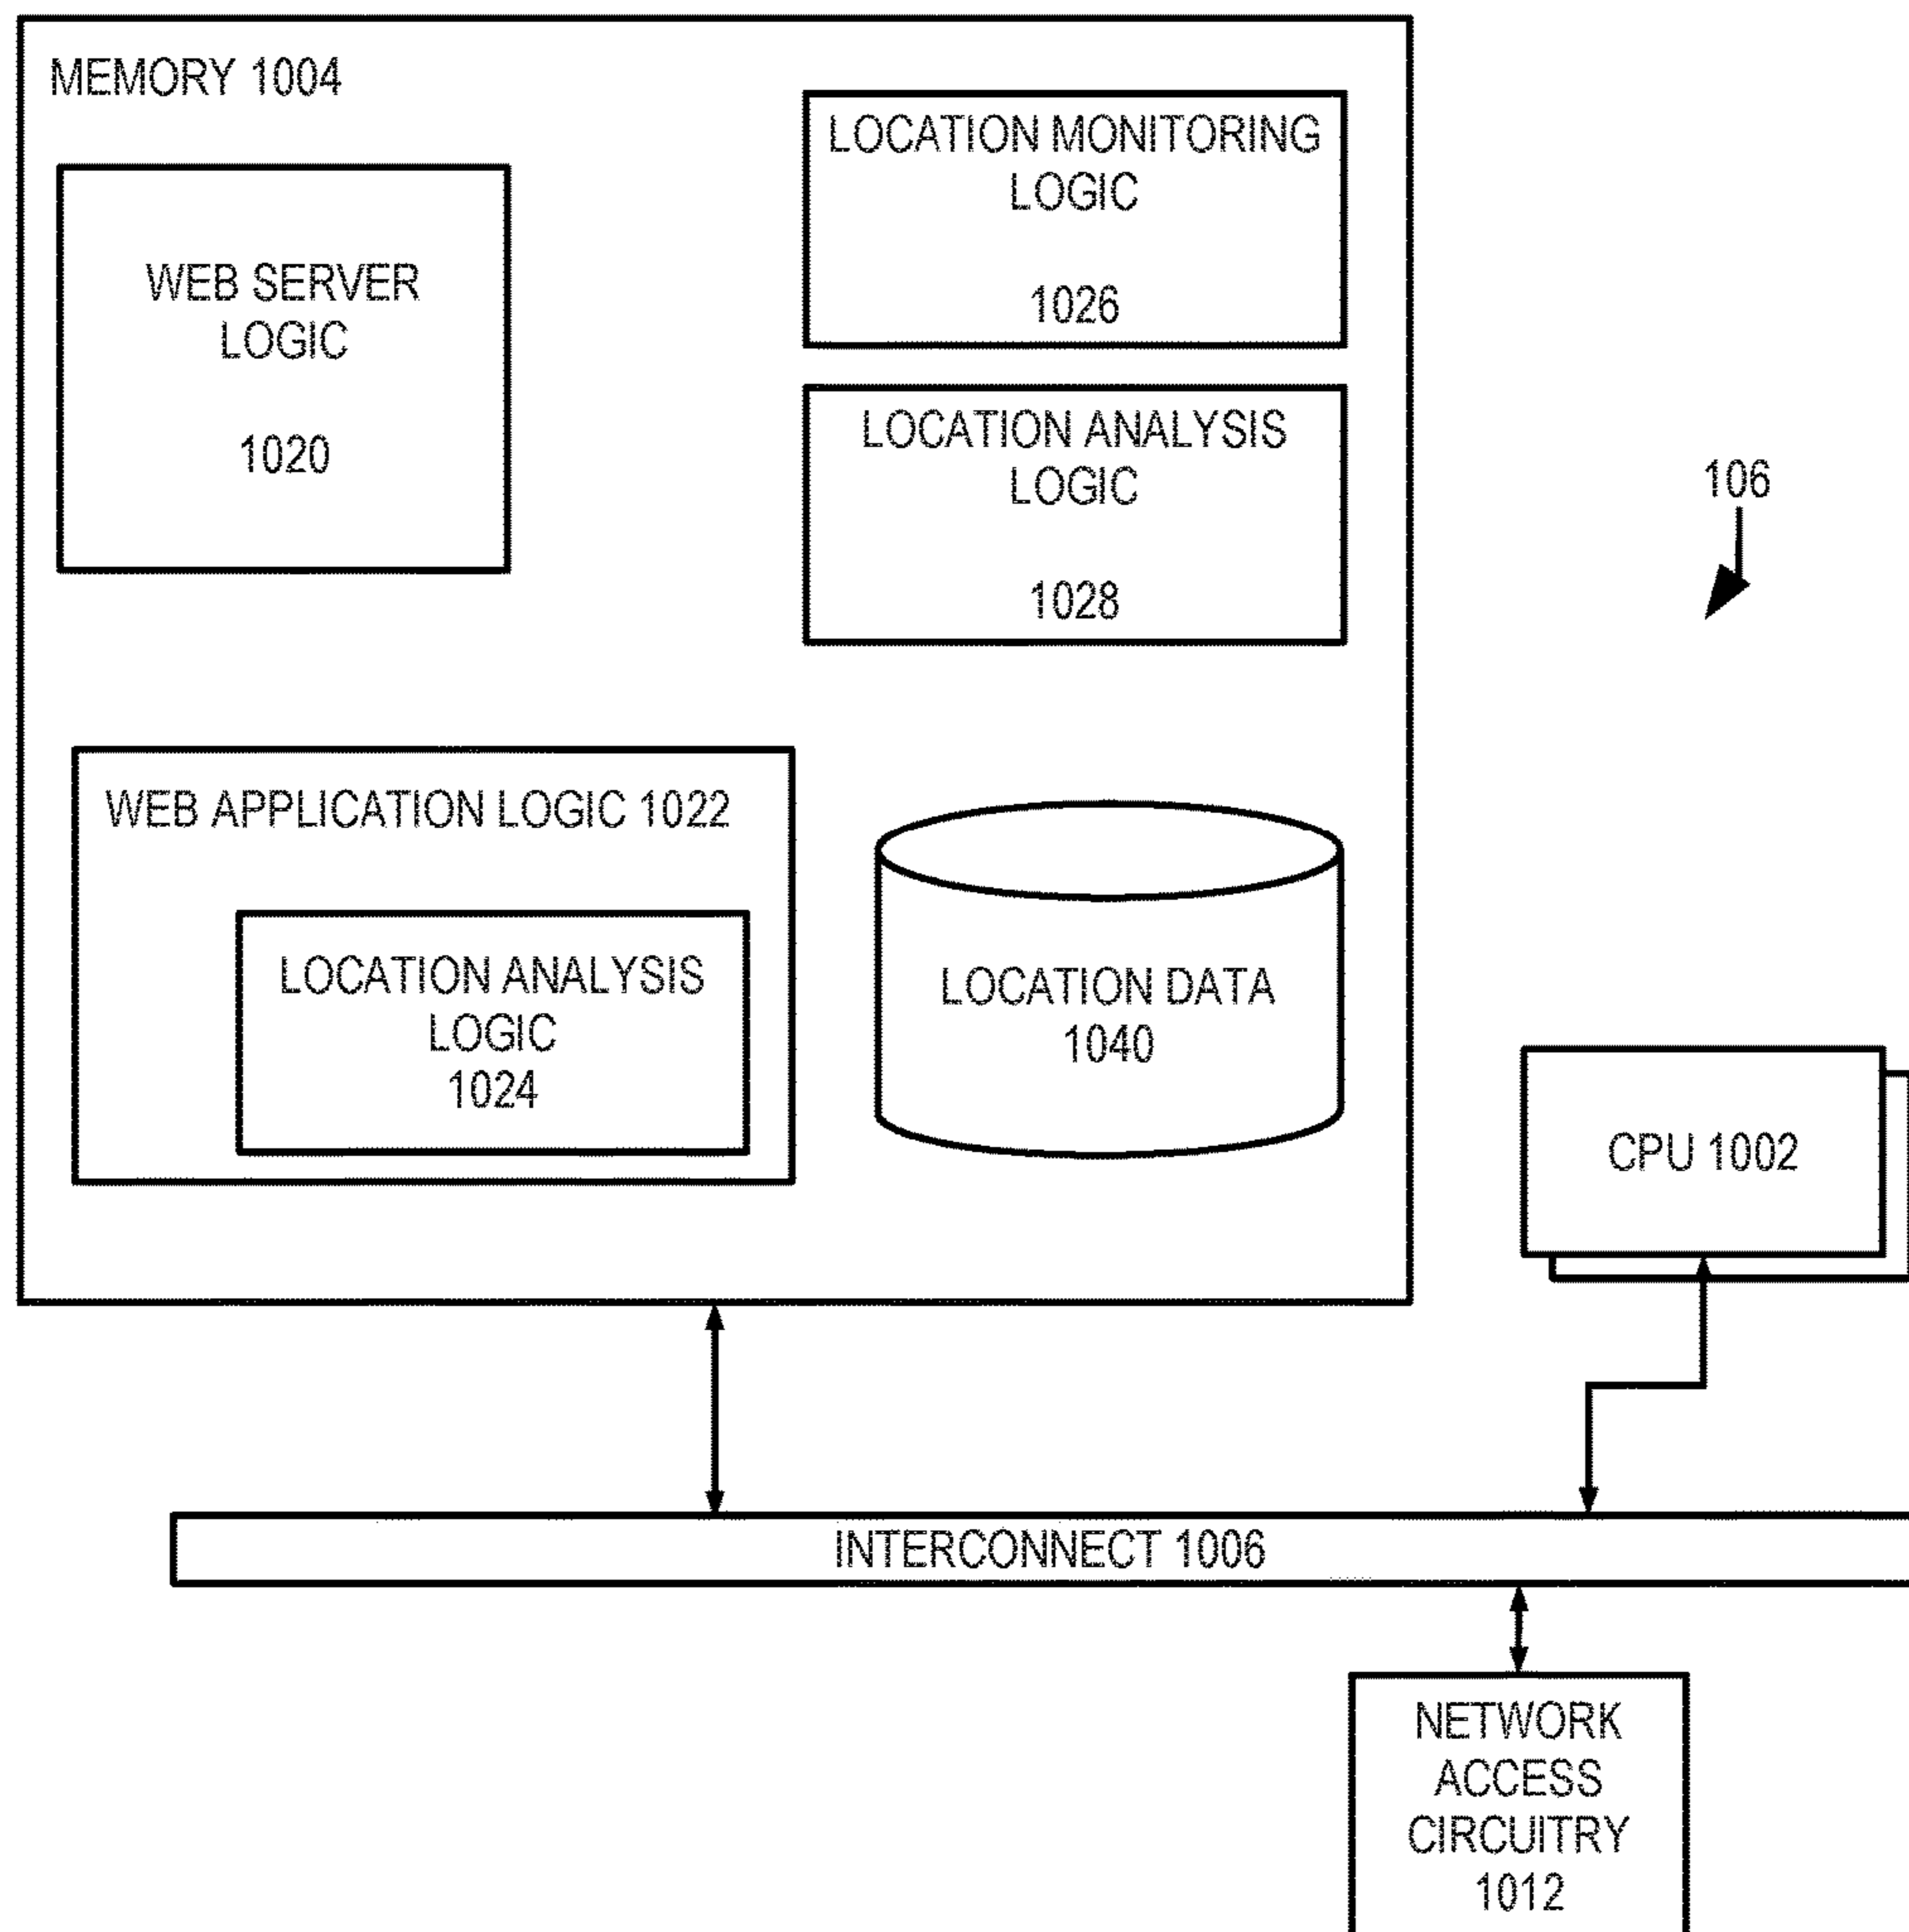 MEMORY 1004
WEB SERVER
LOGIC
1020
LOCATION MONITORING
LOGIC
1026
LOCATION ANALYSIS
LOGIC
1028
106
WEB APPLICATION LOGIC 1022
LOCATION ANALYSIS
LOGIC
1024
LOCATION DATA
1040
CPU 1002
INTERCONNECT 1006
NETWORK
ACCESS
CIRCUITRY
1012